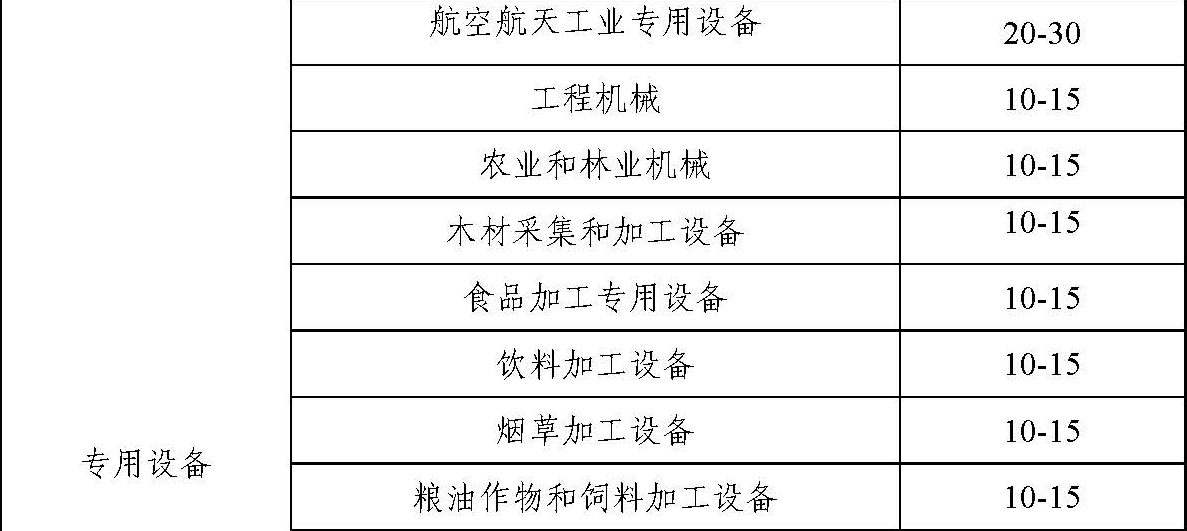 航空航天工业专用设备
20-30
工程机械
10-15
农业和林业机械
10-15
木材采集和加工设备
10-15
食品加工专用设备
10-15
饮料加工设备
10-15
烟草加工设备
10-15
专用设备
粮油作物和饲料加工设备
10-15